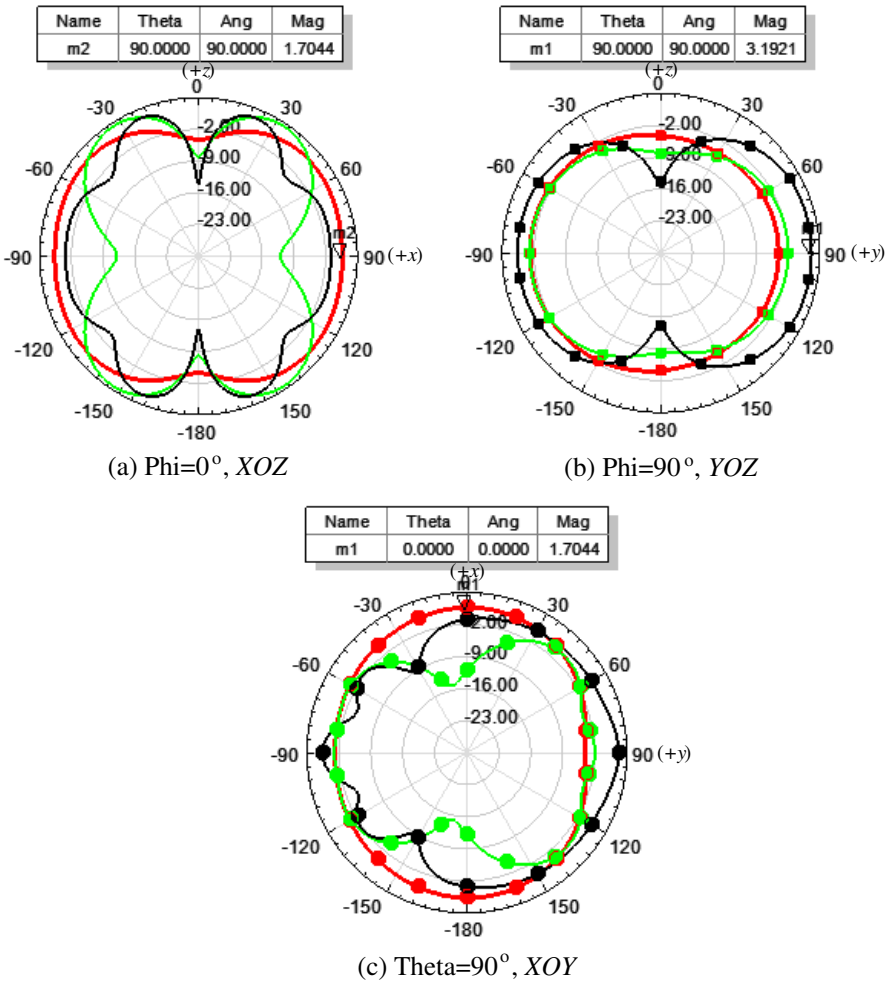 Name Theta Ang Mag
m2 90.0000 90.0000 1.7044
(+z)
0
-30 30
-2.00
-60 60
-9.00
-16.00
-23.00
m2
-90 90 (+x)
-120 120
-150 150
-180
(a) Phi=0°, XOZ
Name Theta Ang Mag
m1 90.0000 90.0000 3.1921
(+z)
0
-30 30
-2.00
-60 60
-9.00
-16.00
-23.00
m1
-90 90 (+y)
-120 120
-150 150
-180
(b) Phi=90°, YOZ
Name Theta Ang Mag
m1 0.0000 0.0000 1.7044
(+x)
0
m1
-30 30
-2.00
-60 60
-9.00
-16.00
-23.00
-90 90 (+y)
-120 120
-150 150
-180
(c) Theta=90°, XOY